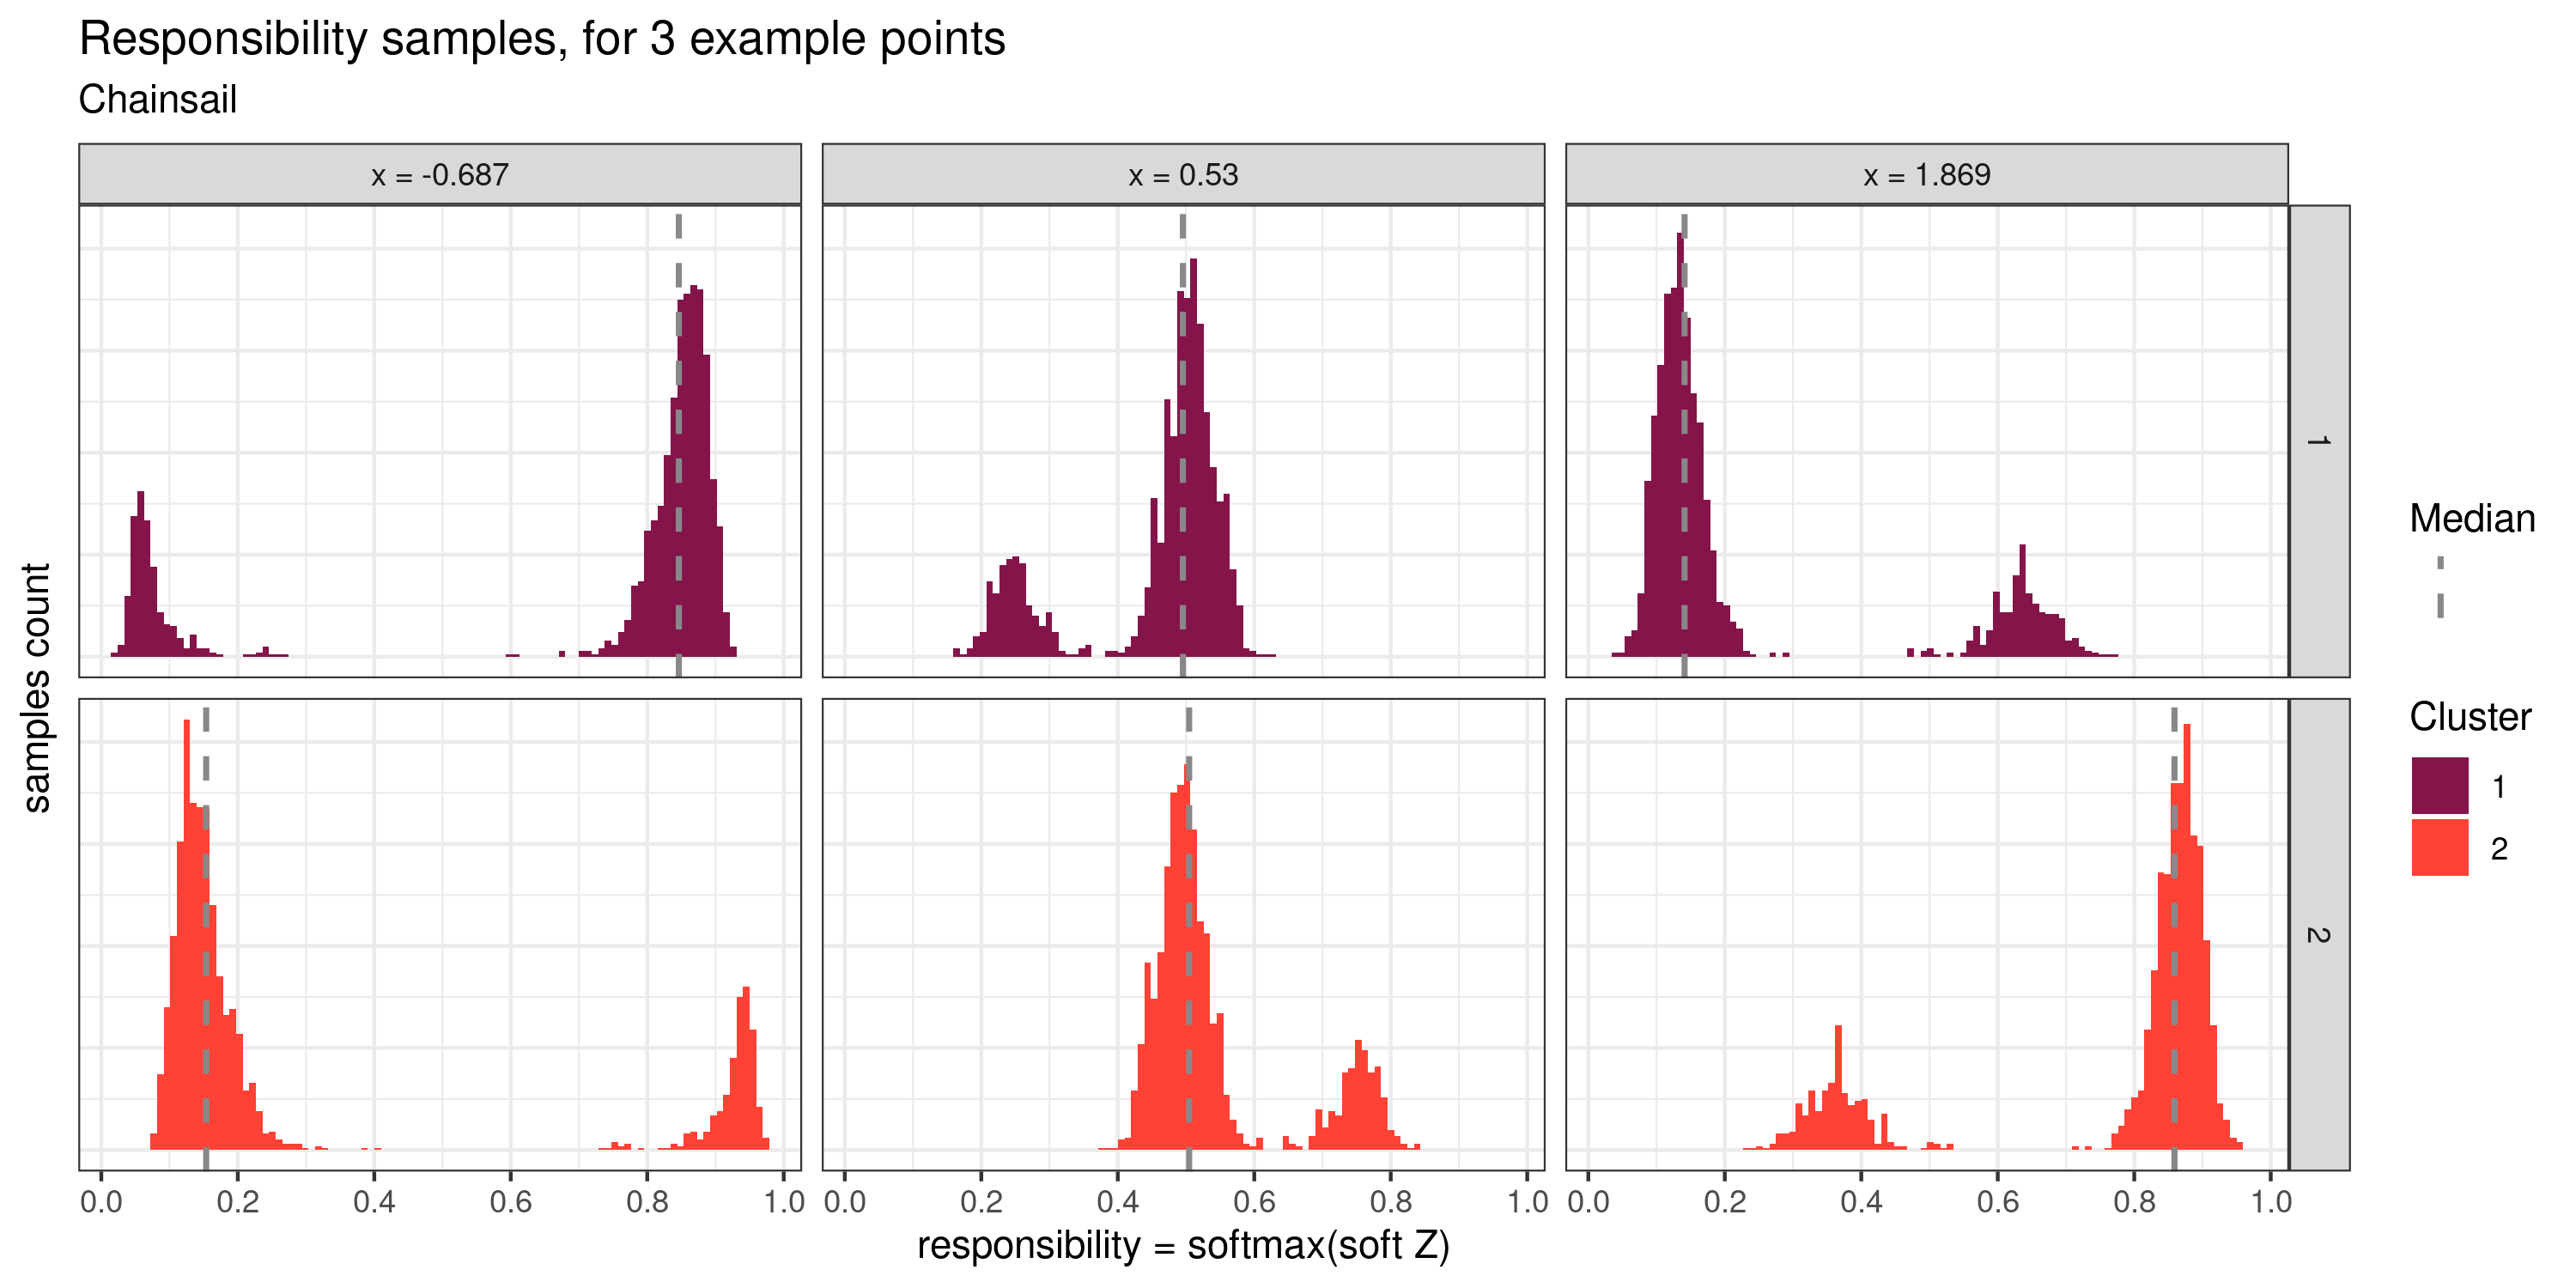 Responsibility samples, for 3 example points
Chainsail
x = -0.687
x = 0.53
x = 1.869
1
2
samples count
0.0 0.2 0.4 0.6 0.8 1.0
0.0 0.2 0.4 0.6 0.8 1.0
0.0 0.2 0.4 0.6 0.8 1.0
responsibility = softmax(soft Z)
Median
Cluster
1
2